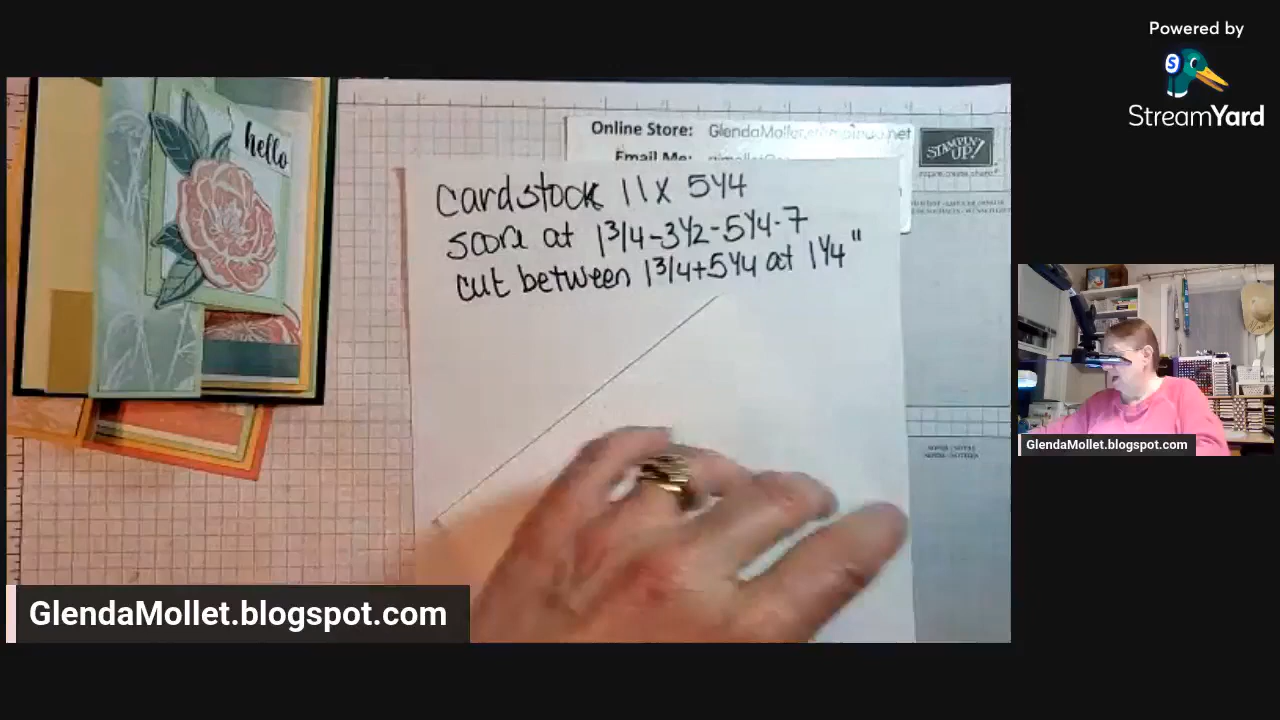 Powered by
StreamYard
hello
Online Store: GlendaMollet.stampinup.net
Email Me:
STAMPIN' UP!
cardstock 11 x 5 1/4
score at 1 3/4 - 3 1/2 - 5 1/4 - 7
cut between 1 3/4 + 5 1/4 at 1 1/4"
GlendaMollet.blogspot.com
GlendaMollet.blogspot.com